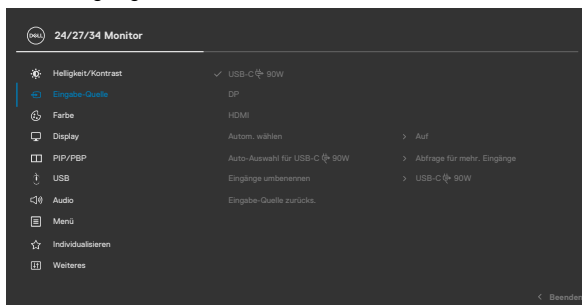 DELL 24/27/34 Monitor
Helligkeit/Kontrast USB-C 90W
Eingabe-Quelle DP
Farbe HDMI
Display Autom. wählen > Auf
PIP/PBP Auto-Auswahl für USB-C 90W > Abfrage für mehr. Eingänge
USB Eingänge umbenennen > USB-C 90W
Audio Eingabe-Quelle zurücks.
Menü
Individualisieren
Weiteres
< Beenden